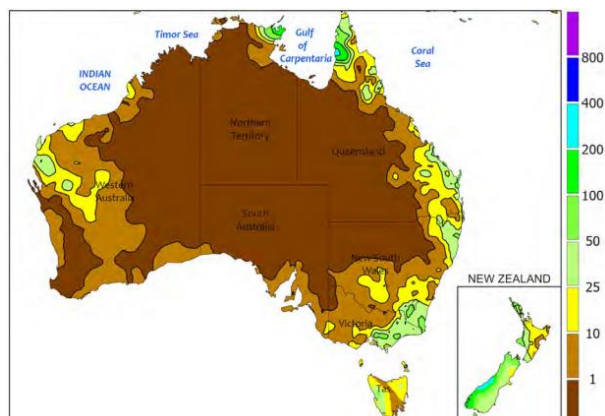 Timor Sea
Gulf
of
Carpentaria
Coral
Sea
INDIAN
OCEAN
Northern
Territory
Queensland
Western
Australia
South
Australia
New South
Wales
Victoria
Tas
NEW ZEALAND
800
400
200
100
50
25
10
1